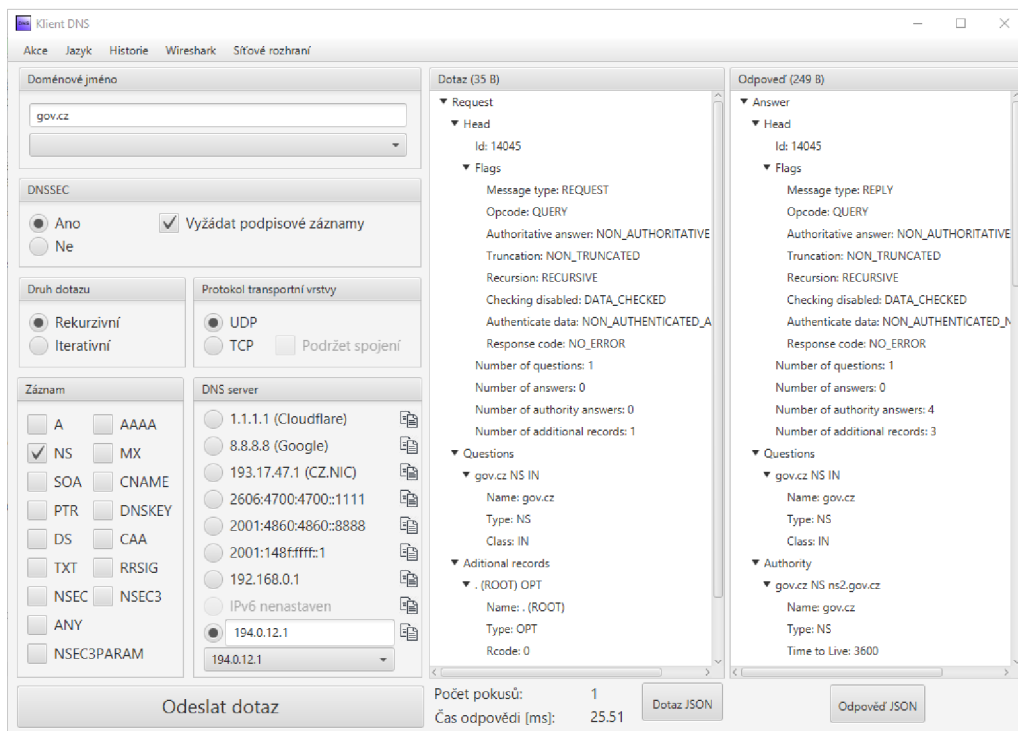 DNS Klient DNS
Akce Jazyk Historie Wireshark Síťové rozhraní
Doménové jméno
gov.cz
DNSSEC
Ano Vyžádat podpisové záznamy
Ne
Druh dotazu
Rekurzivní
Iterativní
Protokol transportní vrstvy
UDP
TCP Podržet spojení
Záznam
A AAAA
NS MX
SOA CNAME
PTR DNSKEY
DS CAA
TXT RRSIG
NSEC NSEC3
ANY
NSEC3PARAM
DNS server
1.1.1.1 (Cloudflare)
8.8.8.8 (Google)
193.17.47.1 (CZ.NIC)
2606:4700:4700::1111
2001:4860:4860::8888
2001:148f:ffff::1
192.168.0.1
IPv6 nenastaven
194.0.12.1
194.0.12.1
Odeslat dotaz
Dotaz (35 B)
Request
Head
Id: 14045
Flags
Message type: REQUEST
Opcode: QUERY
Authoritative answer: NON_AUTHORITATIVE
Truncation: NON_TRUNCATED
Recursion: RECURSIVE
Checking disabled: DATA_CHECKED
Authenticate data: NON_AUTHENTICATED_A
Response code: NO_ERROR
Number of questions: 1
Number of answers: 0
Number of authority answers: 0
Number of additional records: 1
Questions
gov.cz NS IN
Name: gov.cz
Type: NS
Class: IN
Aditional records
. (ROOT) OPT
Name: . (ROOT)
Type: OPT
Rcode: 0
Počet pokusů: 1
Čas odpovědi [ms]: 25.51
Dotaz JSON
Odpoveď (249 B)
Answer
Head
Id: 14045
Flags
Message type: REPLY
Opcode: QUERY
Authoritative answer: NON_AUTHORITATIVE
Truncation: NON_TRUNCATED
Recursion: RECURSIVE
Checking disabled: DATA_CHECKED
Authenticate data: NON_AUTHENTICATED_N
Response code: NO_ERROR
Number of questions: 1
Number of answers: 0
Number of authority answers: 4
Number of additional records: 3
Questions
gov.cz NS IN
Name: gov.cz
Type: NS
Class: IN
Authority
gov.cz NS ns2.gov.cz
Name: gov.cz
Type: NS
Time to Live: 3600
Odpověď JSON